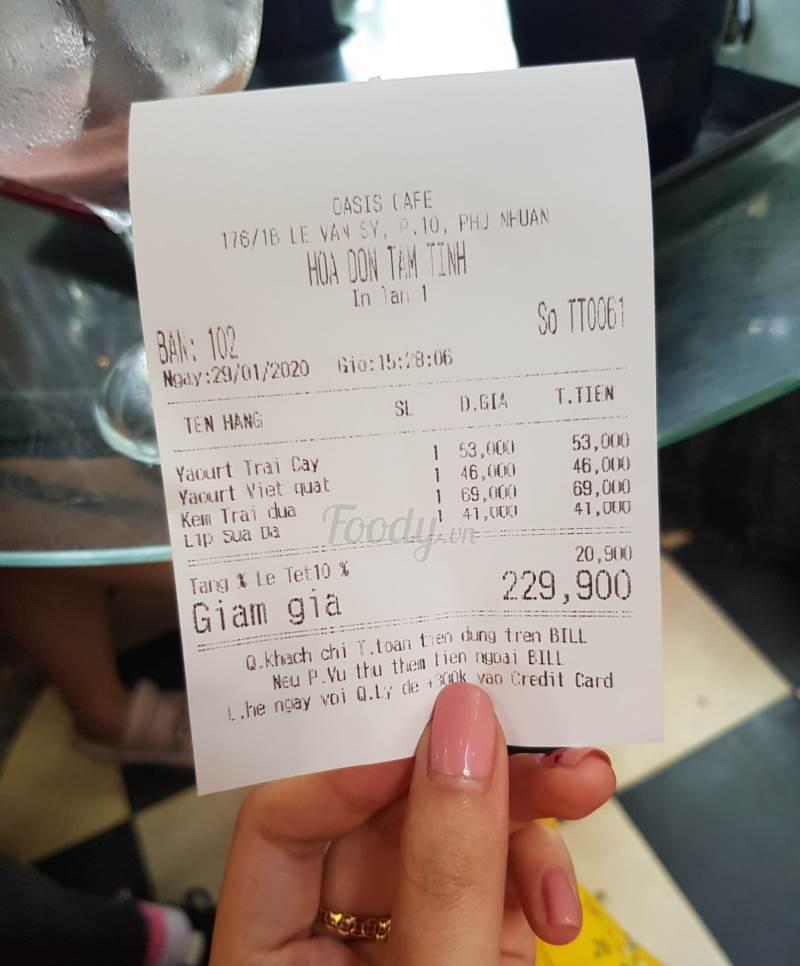 OASIS CAFE
176/1B LE VAN SY, P.10, PHU NHUAN
HOA DON TAM TINH
In lan 1
BAN: 102 So TT0061
Ngay:29/01/2020 Gio:15:28:06
TEN HANG SL D.GIA T.TIEN
Yaourt Trai Cay 1 53,000 53,000
Yaourt Viet quat 1 46,000 46,000
Kem Trai dua 1 69,000 69,000
Lip Sua Da 1 41,000 41,000
Foody.vn
Tang % Le Tet10 % 20,900
Giam gia 229,900
Q.khach chi T.toan tien dung tren BILL
Neu P.Vu thu them tien ngoai BILL
L.he ngay voi Q.Ly de +300k vao Credit Card